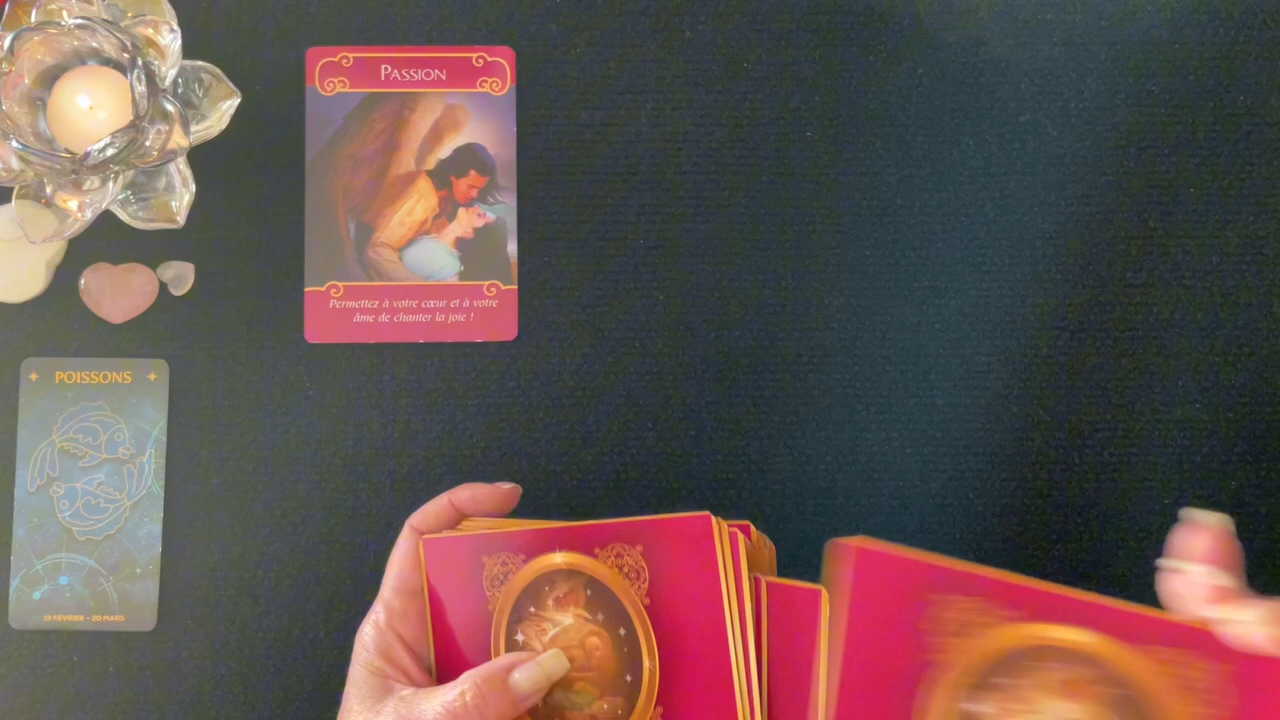 PASSION
Permettez à votre cœur et à votre
âme de chanter la joie !
POISSONS
19 FÉVRIER - 20 MARS